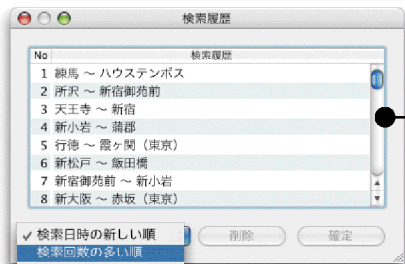 検索履歴
No 検索履歴
1 練馬 ～ ハウステンボス
2 所沢 ～ 新宿御苑前
3 天王寺 ～ 新宿
4 新小岩 ～ 蒲郡
5 行徳 ～ 霞ヶ関（東京）
6 新松戸 ～ 飯田橋
7 新宿御苑前 ～ 新小岩
8 新大阪 ～ 赤坂（東京）
✓ 検索日時の新しい順 削除 確定
検索回数の多い順